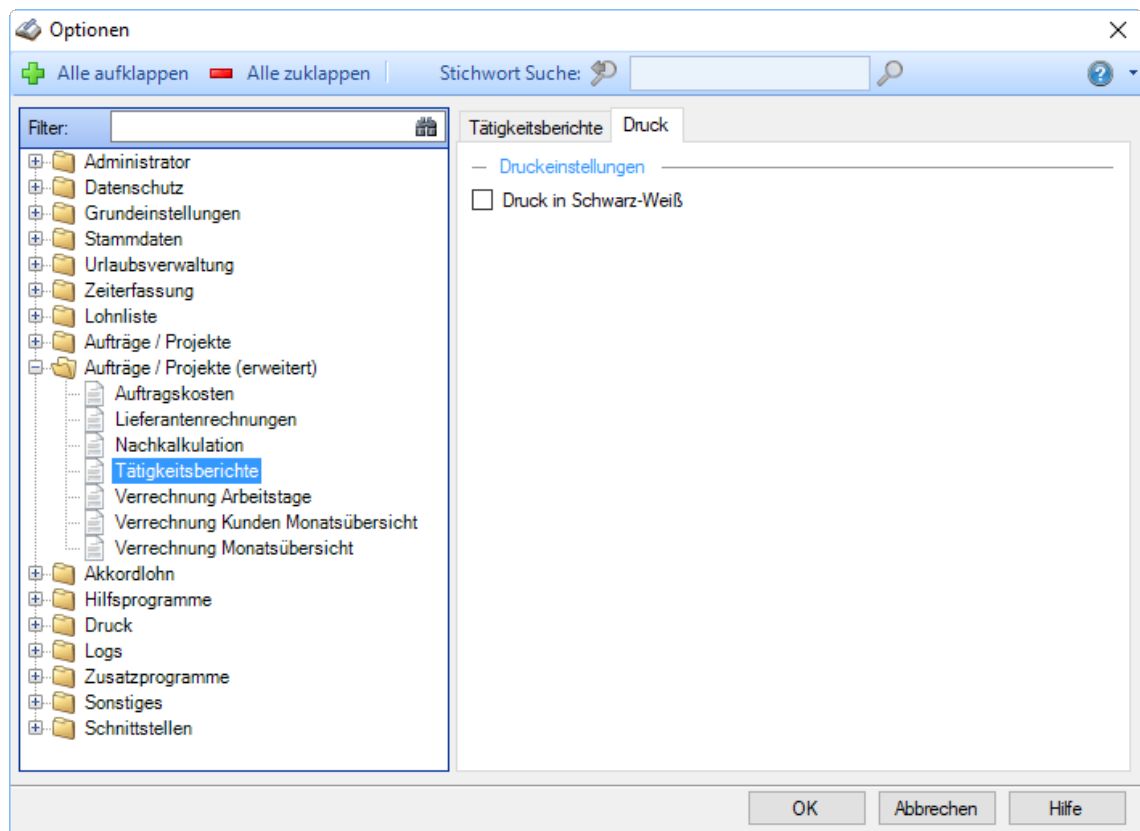 Optionen
Alle aufklappen Alle zuklappen Stichwort Suche:
Filter:
Administrator
Datenschutz
Grundeinstellungen
Stammdaten
Urlaubsverwaltung
Zeiterfassung
Lohnliste
Aufträge / Projekte
Aufträge / Projekte (erweitert)
Auftragskosten
Lieferantenrechnungen
Nachkalkulation
Tätigkeitsberichte
Verrechnung Arbeitstage
Verrechnung Kunden Monatsübersicht
Verrechnung Monatsübersicht
Akkordlohn
Hilfsprogramme
Druck
Logs
Zusatzprogramme
Sonstiges
Schnittstellen
Tätigkeitsberichte Druck
Druckeinstellungen
Druck in Schwarz-Weiß
OK Abbrechen Hilfe